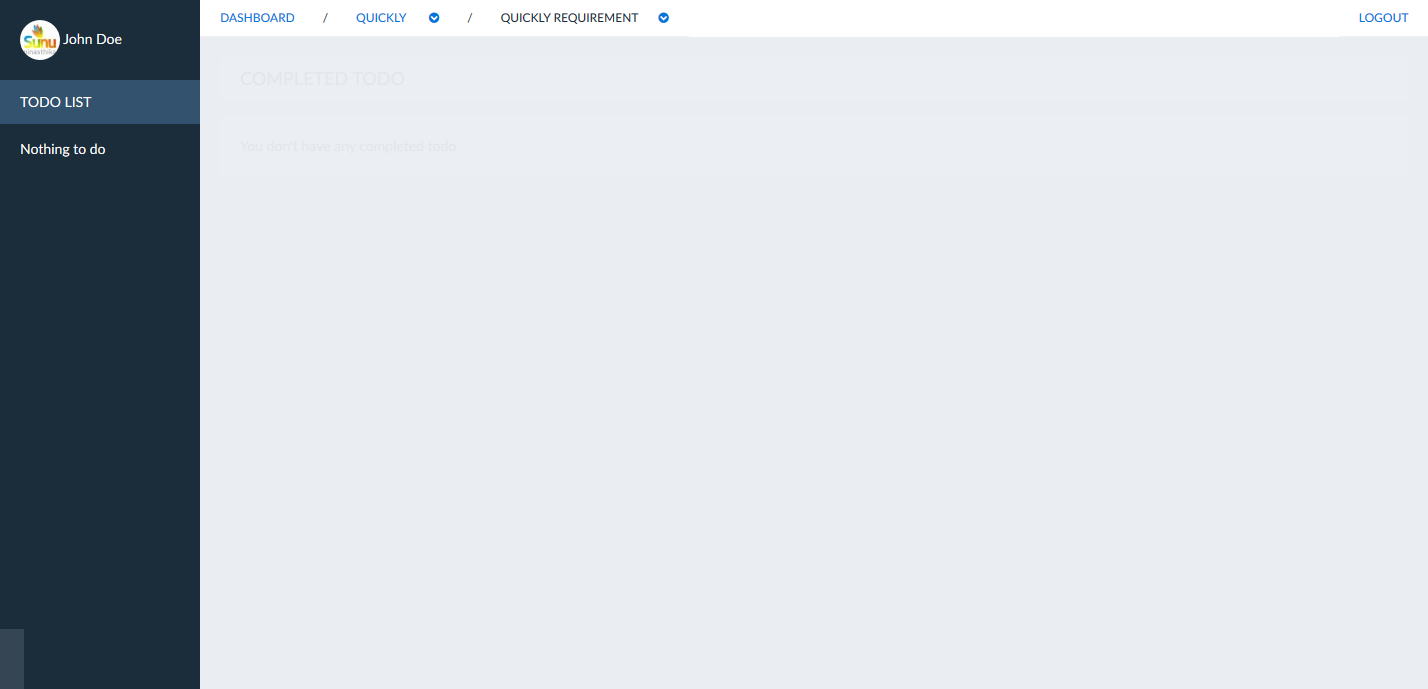 Sunu
John Doe
TODO LIST
Nothing to do
DASHBOARD / QUICKLY / QUICKLY REQUIREMENT
LOGOUT
COMPLETED TODO
You don't have any completed todo